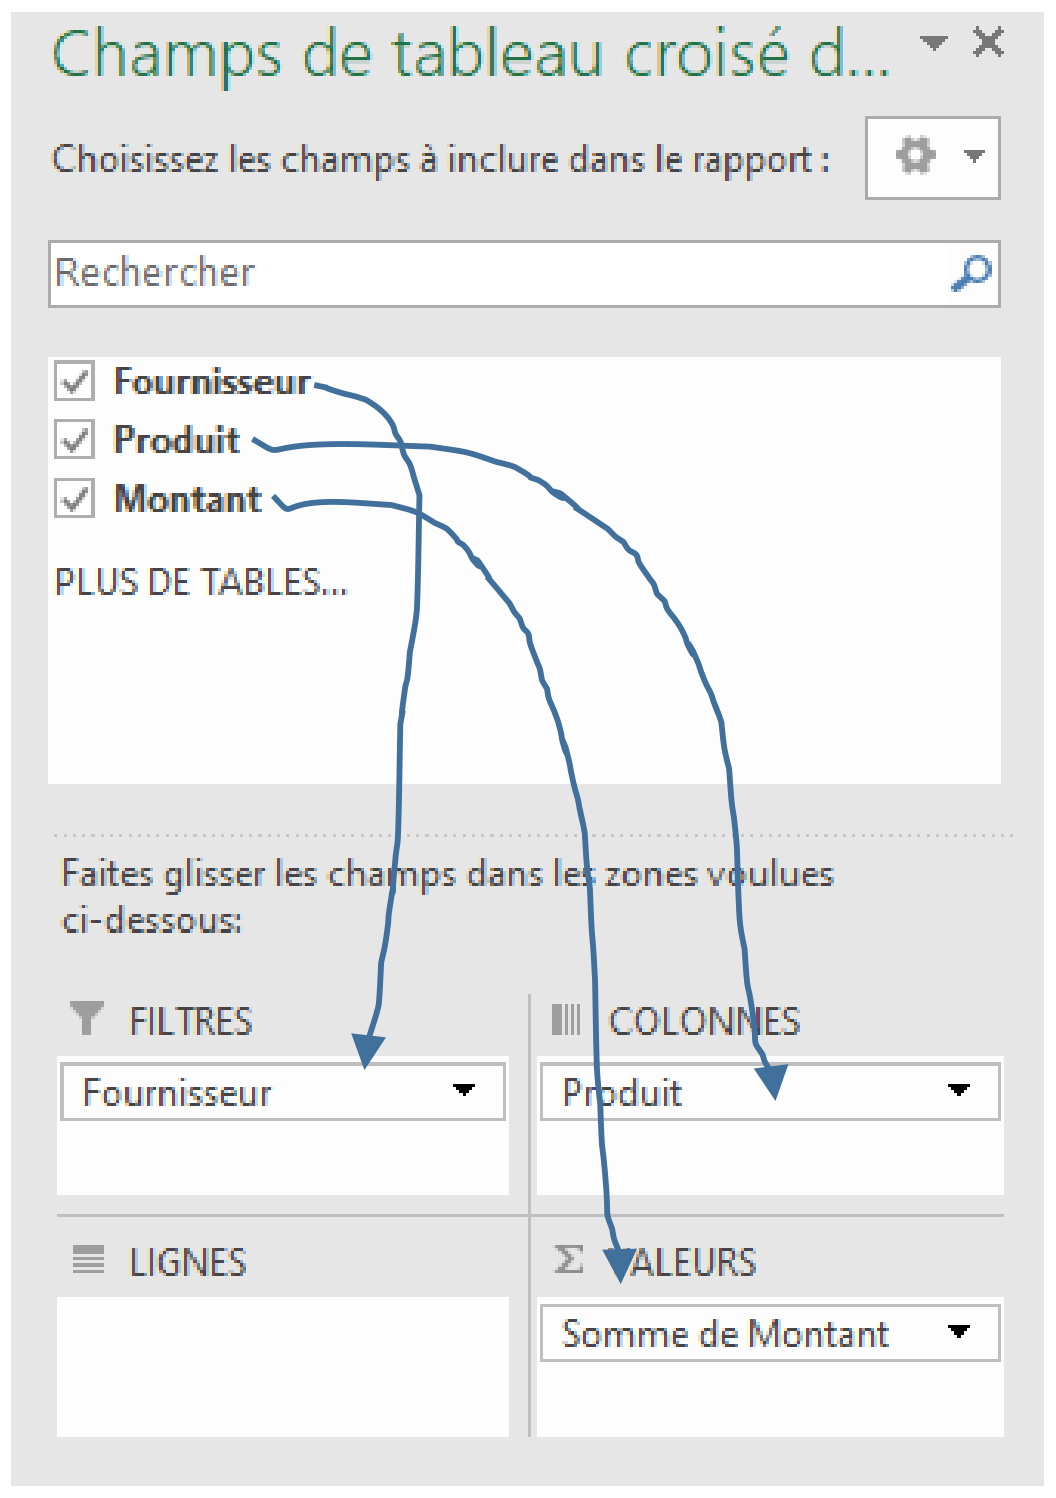 Champs de tableau croisé d...
Choisissez les champs à inclure dans le rapport :
Rechercher
Fournisseur
Produit
Montant
PLUS DE TABLES...
Faites glisser les champs dans les zones voulues
ci-dessous:
FILTRES
COLONNES
Fournisseur
Produit
LIGNES
VALEURS
Somme de Montant